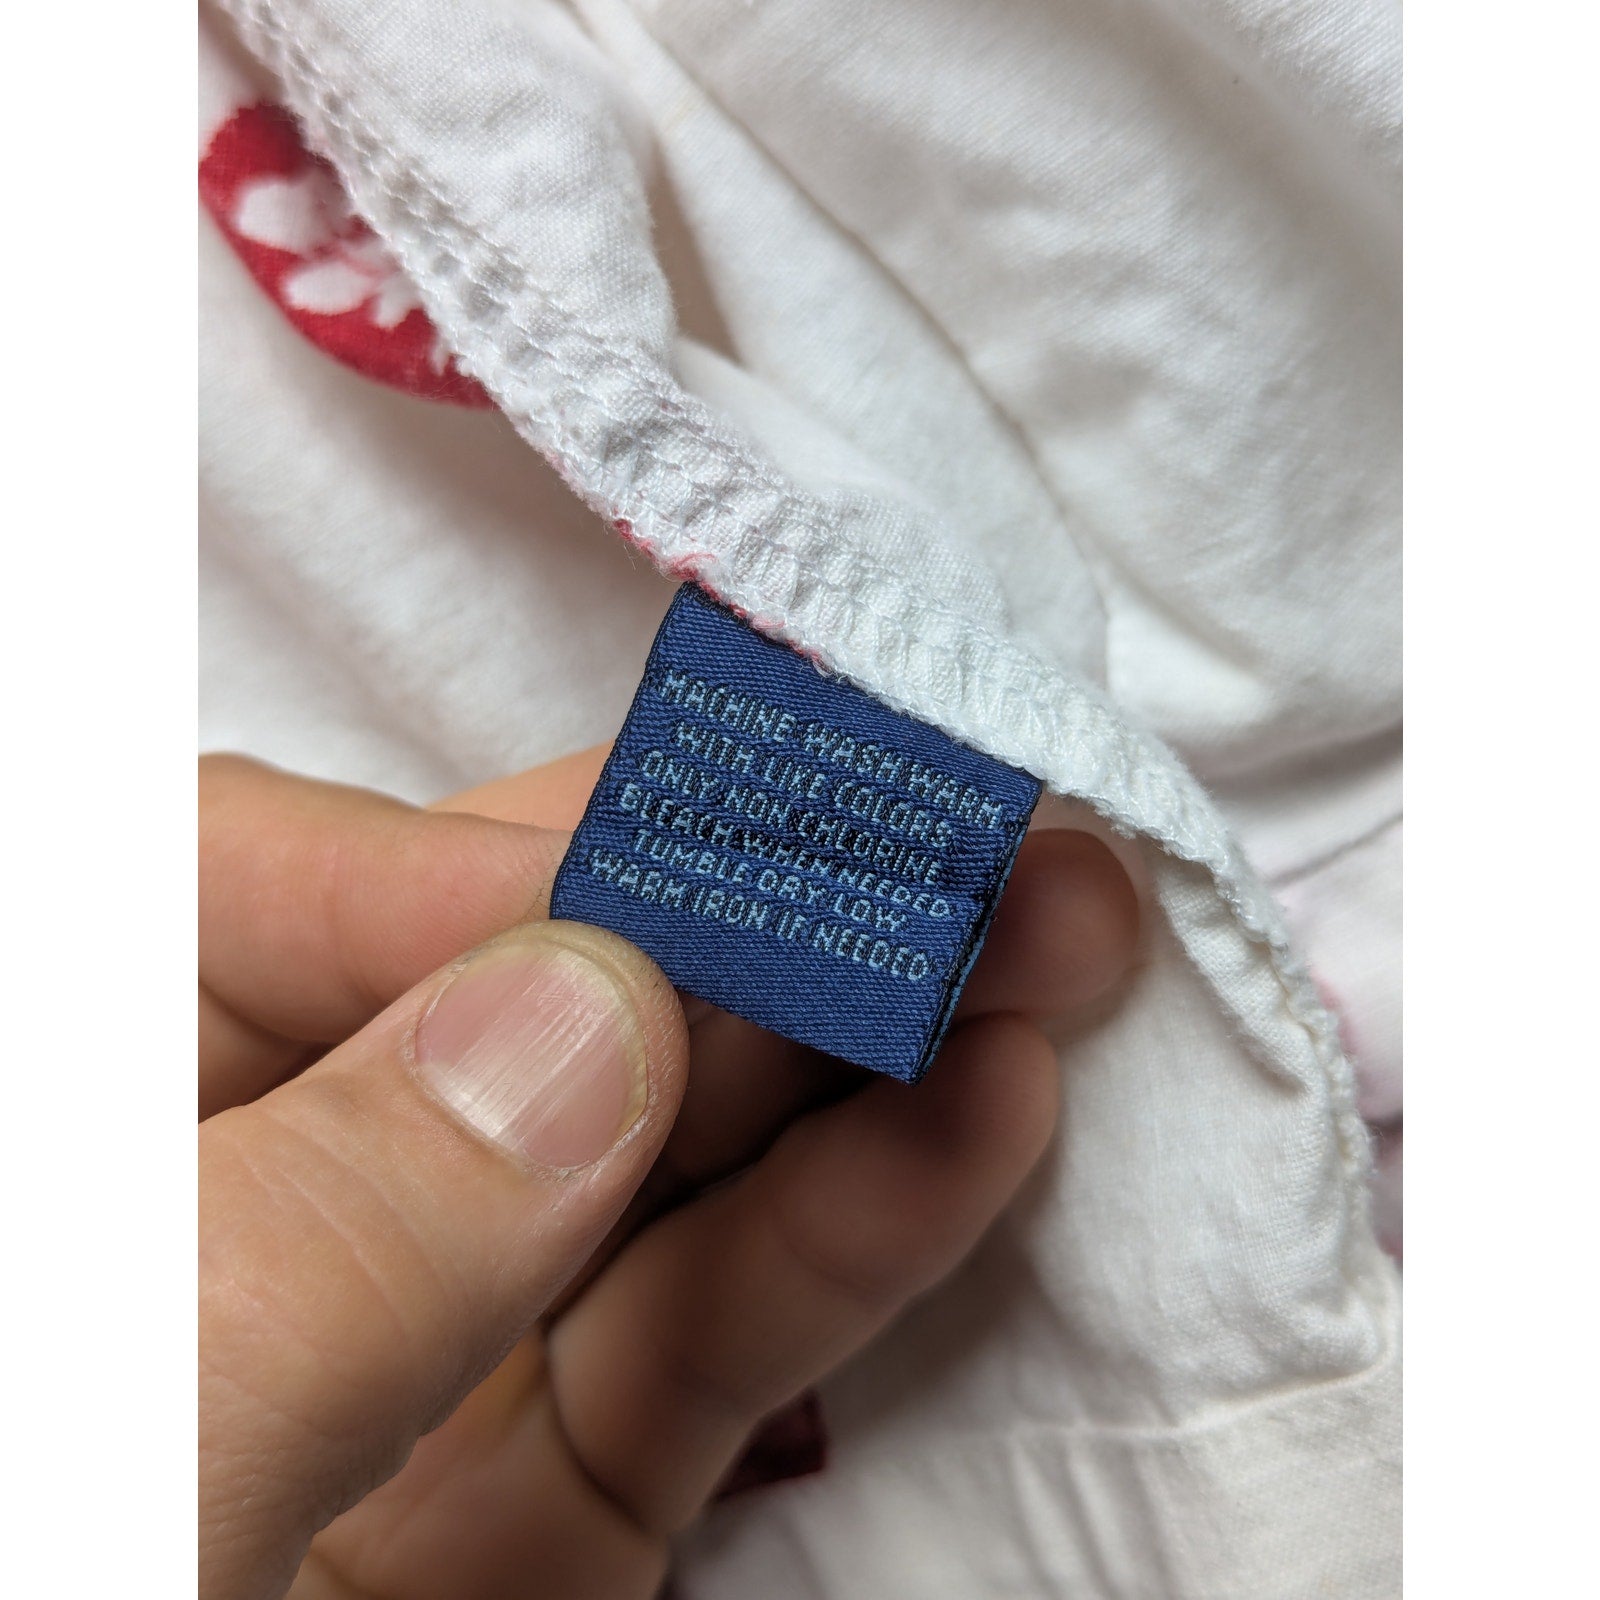 MACHINE WASH WARM
WITH LIKE COLORS
ONLY NON CHLORINE
BLEACH WHEN NEEDED
TUMBLE DRY LOW
WARM IRON IF NEEDED